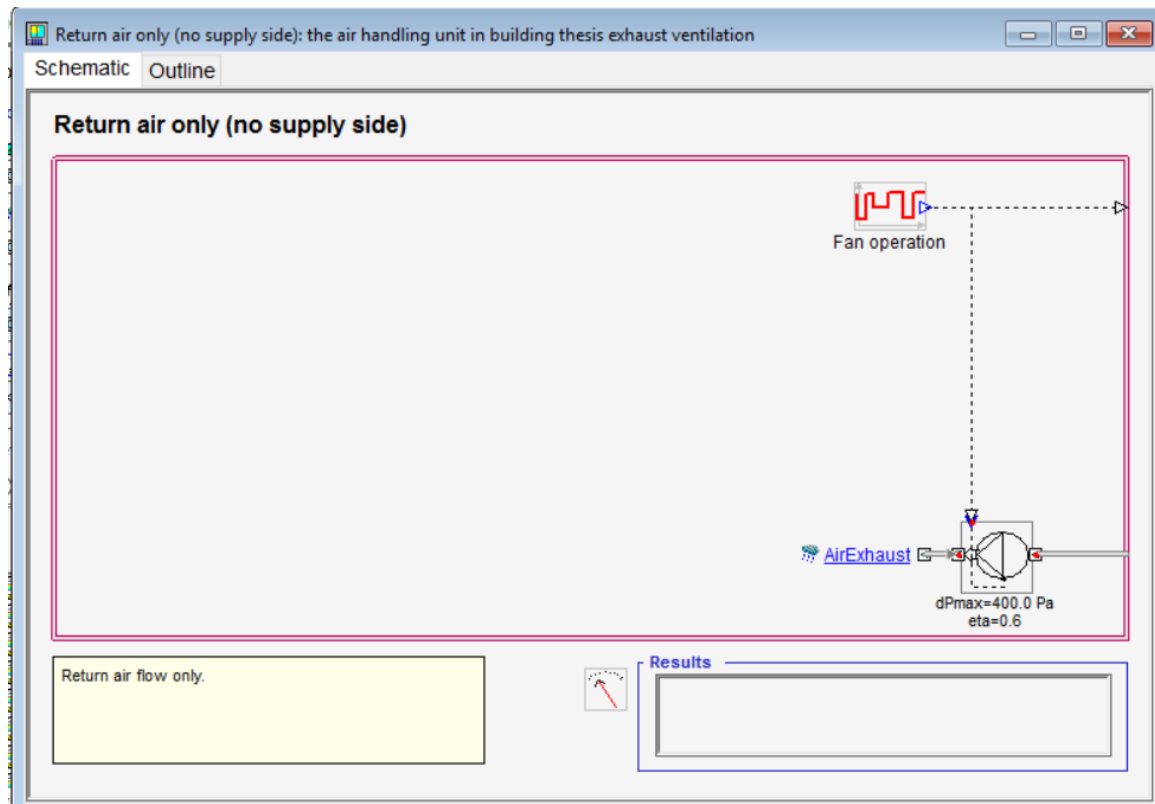 Return air only (no supply side): the air handling unit in building thesis exhaust ventilation
Schematic Outline
Return air only (no supply side)
Fan operation
AirExhaust
dPmax=400.0 Pa
eta=0.6
Results
Return air flow only.